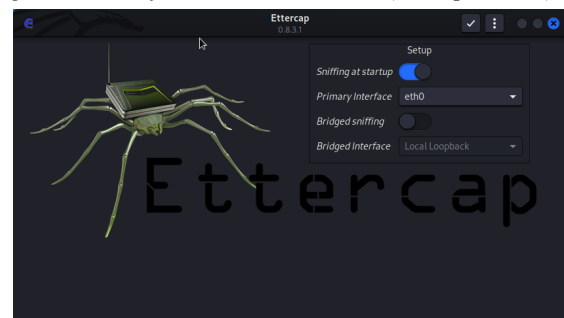 Ettercap
0.8.3.1
Setup
Sniffing at startup
Primary Interface eth0
Bridged sniffing
Bridged Interface Local Loopback
Ettercap